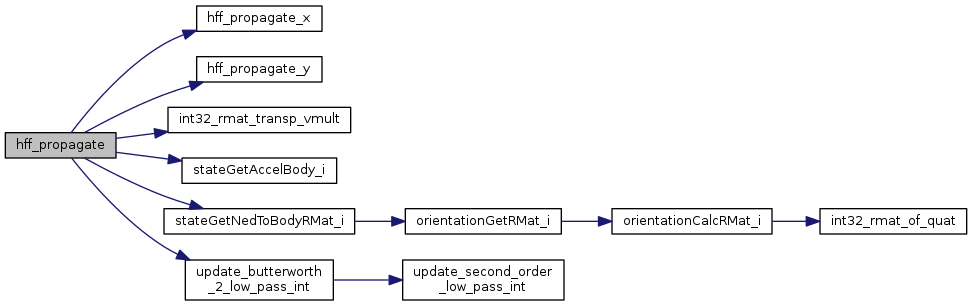 hff_propagate
hff_propagate_x
hff_propagate_y
int32_rmat_transp_vmult
stateGetAccelBody_i
stateGetNedToBodyRMat_i
orientationGetRMat_i
orientationCalcRMat_i
int32_rmat_of_quat
update_butterworth
_2_low_pass_int
update_second_order
_low_pass_int